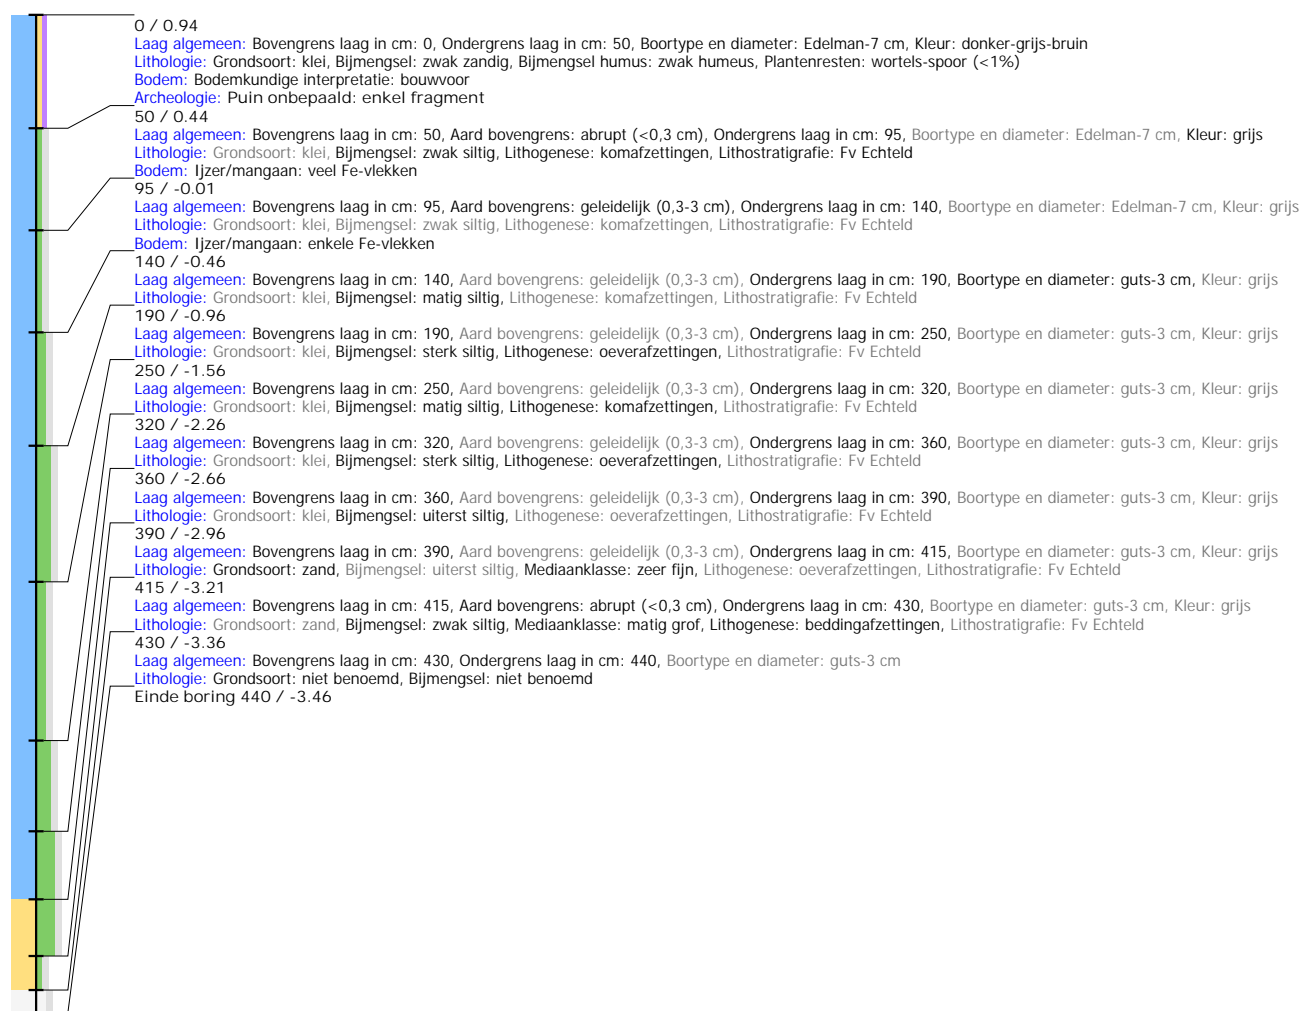 0 / 0.94
Laag algemeen: Bovengrens laag in cm: 0, Ondergrens laag in cm: 50, Boortype en diameter: Edelman-7 cm, Kleur: donker-grijs-bruin
Lithologie: Grondsoort: klei, Bijmengsel: zwak zandig, Bijmengsel humus: zwak humeus, Plantenresten: wortels-spoor (<1%)
Bodem: Bodemkundige interpretatie: bouwvoor
Archeologie: Puin onbepaald: enkel fragment
50 / 0.44
Laag algemeen: Bovengrens laag in cm: 50, Aard bovengrens: abrupt (<0,3 cm), Ondergrens laag in cm: 95, Boortype en diameter: Edelman-7 cm, Kleur: grijs
Lithologie: Grondsoort: klei, Bijmengsel: zwak siltig, Lithogenese: komafzettingen, Lithostratigrafie: Fv Echteld
Bodem: Ijzer/mangaan: veel Fe-vlekken
95 / -0.01
Laag algemeen: Bovengrens laag in cm: 95, Aard bovengrens: geleidelijk (0,3-3 cm), Ondergrens laag in cm: 140, Boortype en diameter: Edelman-7 cm, Kleur: grijs
Lithologie: Grondsoort: klei, Bijmengsel: zwak siltig, Lithogenese: komafzettingen, Lithostratigrafie: Fv Echteld
Bodem: Ijzer/mangaan: enkele Fe-vlekken
140 / -0.46
Laag algemeen: Bovengrens laag in cm: 140, Aard bovengrens: geleidelijk (0,3-3 cm), Ondergrens laag in cm: 190, Boortype en diameter: guts-3 cm, Kleur: grijs
Lithologie: Grondsoort: klei, Bijmengsel: matig siltig, Lithogenese: komafzettingen, Lithostratigrafie: Fv Echteld
190 / -0.96
Laag algemeen: Bovengrens laag in cm: 190, Aard bovengrens: geleidelijk (0,3-3 cm), Ondergrens laag in cm: 250, Boortype en diameter: guts-3 cm, Kleur: grijs
Lithologie: Grondsoort: klei, Bijmengsel: sterk siltig, Lithogenese: oeverafzettingen, Lithostratigrafie: Fv Echteld
250 / -1.56
Laag algemeen: Bovengrens laag in cm: 250, Aard bovengrens: geleidelijk (0,3-3 cm), Ondergrens laag in cm: 320, Boortype en diameter: guts-3 cm, Kleur: grijs
Lithologie: Grondsoort: klei, Bijmengsel: matig siltig, Lithogenese: komafzettingen, Lithostratigrafie: Fv Echteld
320 / -2.26
Laag algemeen: Bovengrens laag in cm: 320, Aard bovengrens: geleidelijk (0,3-3 cm), Ondergrens laag in cm: 360, Boortype en diameter: guts-3 cm, Kleur: grijs
Lithologie: Grondsoort: klei, Bijmengsel: sterk siltig, Lithogenese: oeverafzettingen, Lithostratigrafie: Fv Echteld
360 / -2.66
Laag algemeen: Bovengrens laag in cm: 360, Aard bovengrens: geleidelijk (0,3-3 cm), Ondergrens laag in cm: 390, Boortype en diameter: guts-3 cm, Kleur: grijs
Lithologie: Grondsoort: klei, Bijmengsel: uiterst siltig, Lithogenese: oeverafzettingen, Lithostratigrafie: Fv Echteld
390 / -2.96
Laag algemeen: Bovengrens laag in cm: 390, Aard bovengrens: geleidelijk (0,3-3 cm), Ondergrens laag in cm: 415, Boortype en diameter: guts-3 cm, Kleur: grijs
Lithologie: Grondsoort: zand, Bijmengsel: uiterst siltig, Mediaanklasse: zeer fijn, Lithogenese: oeverafzettingen, Lithostratigrafie: Fv Echteld
415 / -3.21
Laag algemeen: Bovengrens laag in cm: 415, Aard bovengrens: abrupt (<0,3 cm), Ondergrens laag in cm: 430, Boortype en diameter: guts-3 cm, Kleur: grijs
Lithologie: Grondsoort: zand, Bijmengsel: zwak siltig, Mediaanklasse: matig grof, Lithogenese: beddingafzettingen, Lithostratigrafie: Fv Echteld
430 / -3.36
Laag algemeen: Bovengrens laag in cm: 430, Ondergrens laag in cm: 440, Boortype en diameter: guts-3 cm
Lithologie: Grondsoort: niet benoemd, Bijmengsel: niet benoemd
Einde boring 440 / -3.46